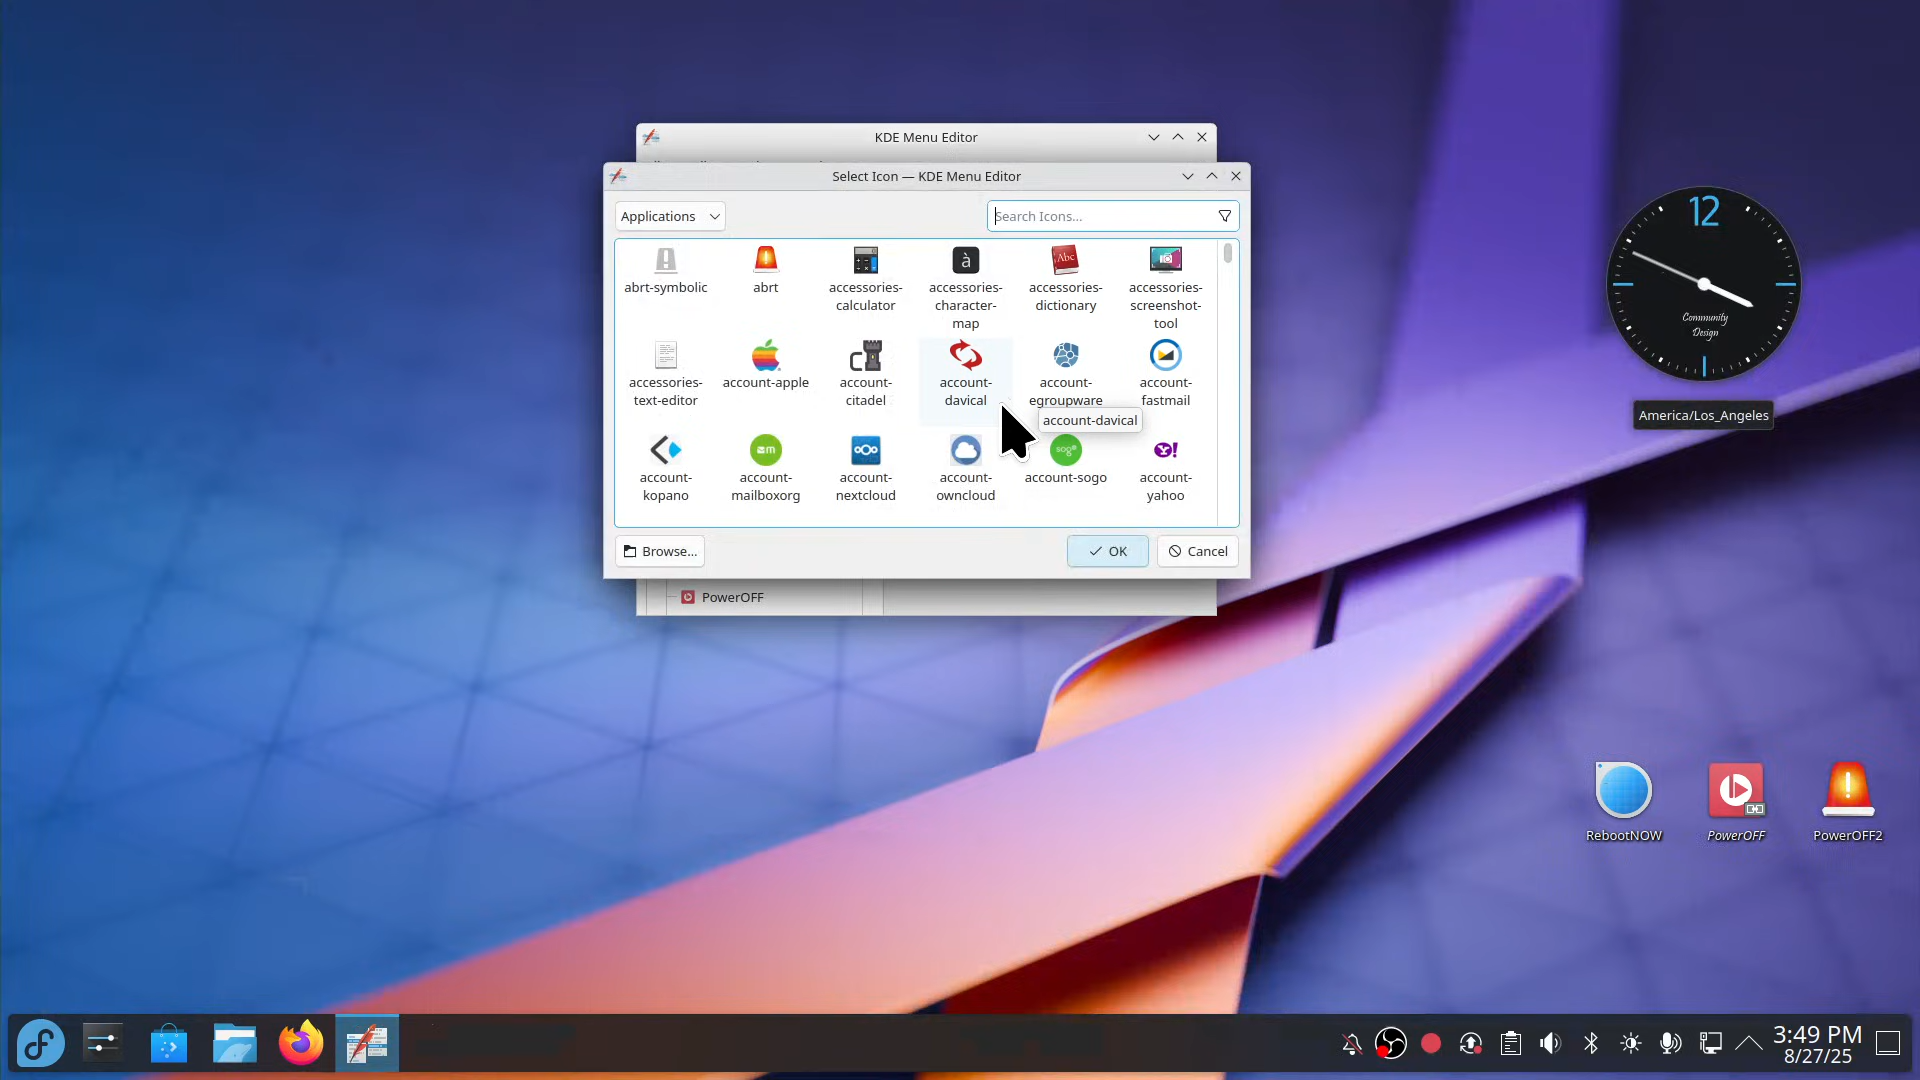 KDE Menu Editor
Select Icon — KDE Menu Editor
Applications
Search Icons...
abrt-symbolic
abrt
accessories-
calculator
accessories-
character-
map
accessories-
dictionary
accessories-
screenshot-
tool
accessories-
text-editor
account-apple
account-
citadel
account-
davical
account-
egroupware
account-
fastmail
account-davical
account-
kopano
account-
mailboxorg
account-
nextcloud
account-
owncloud
account-sogo
account-
yahoo
Browse...
OK
Cancel
PowerOFF
12
Community
Design
America/Los_Angeles
RebootNOW
PowerOFF
PowerOFF2
3:49 PM
8/27/25